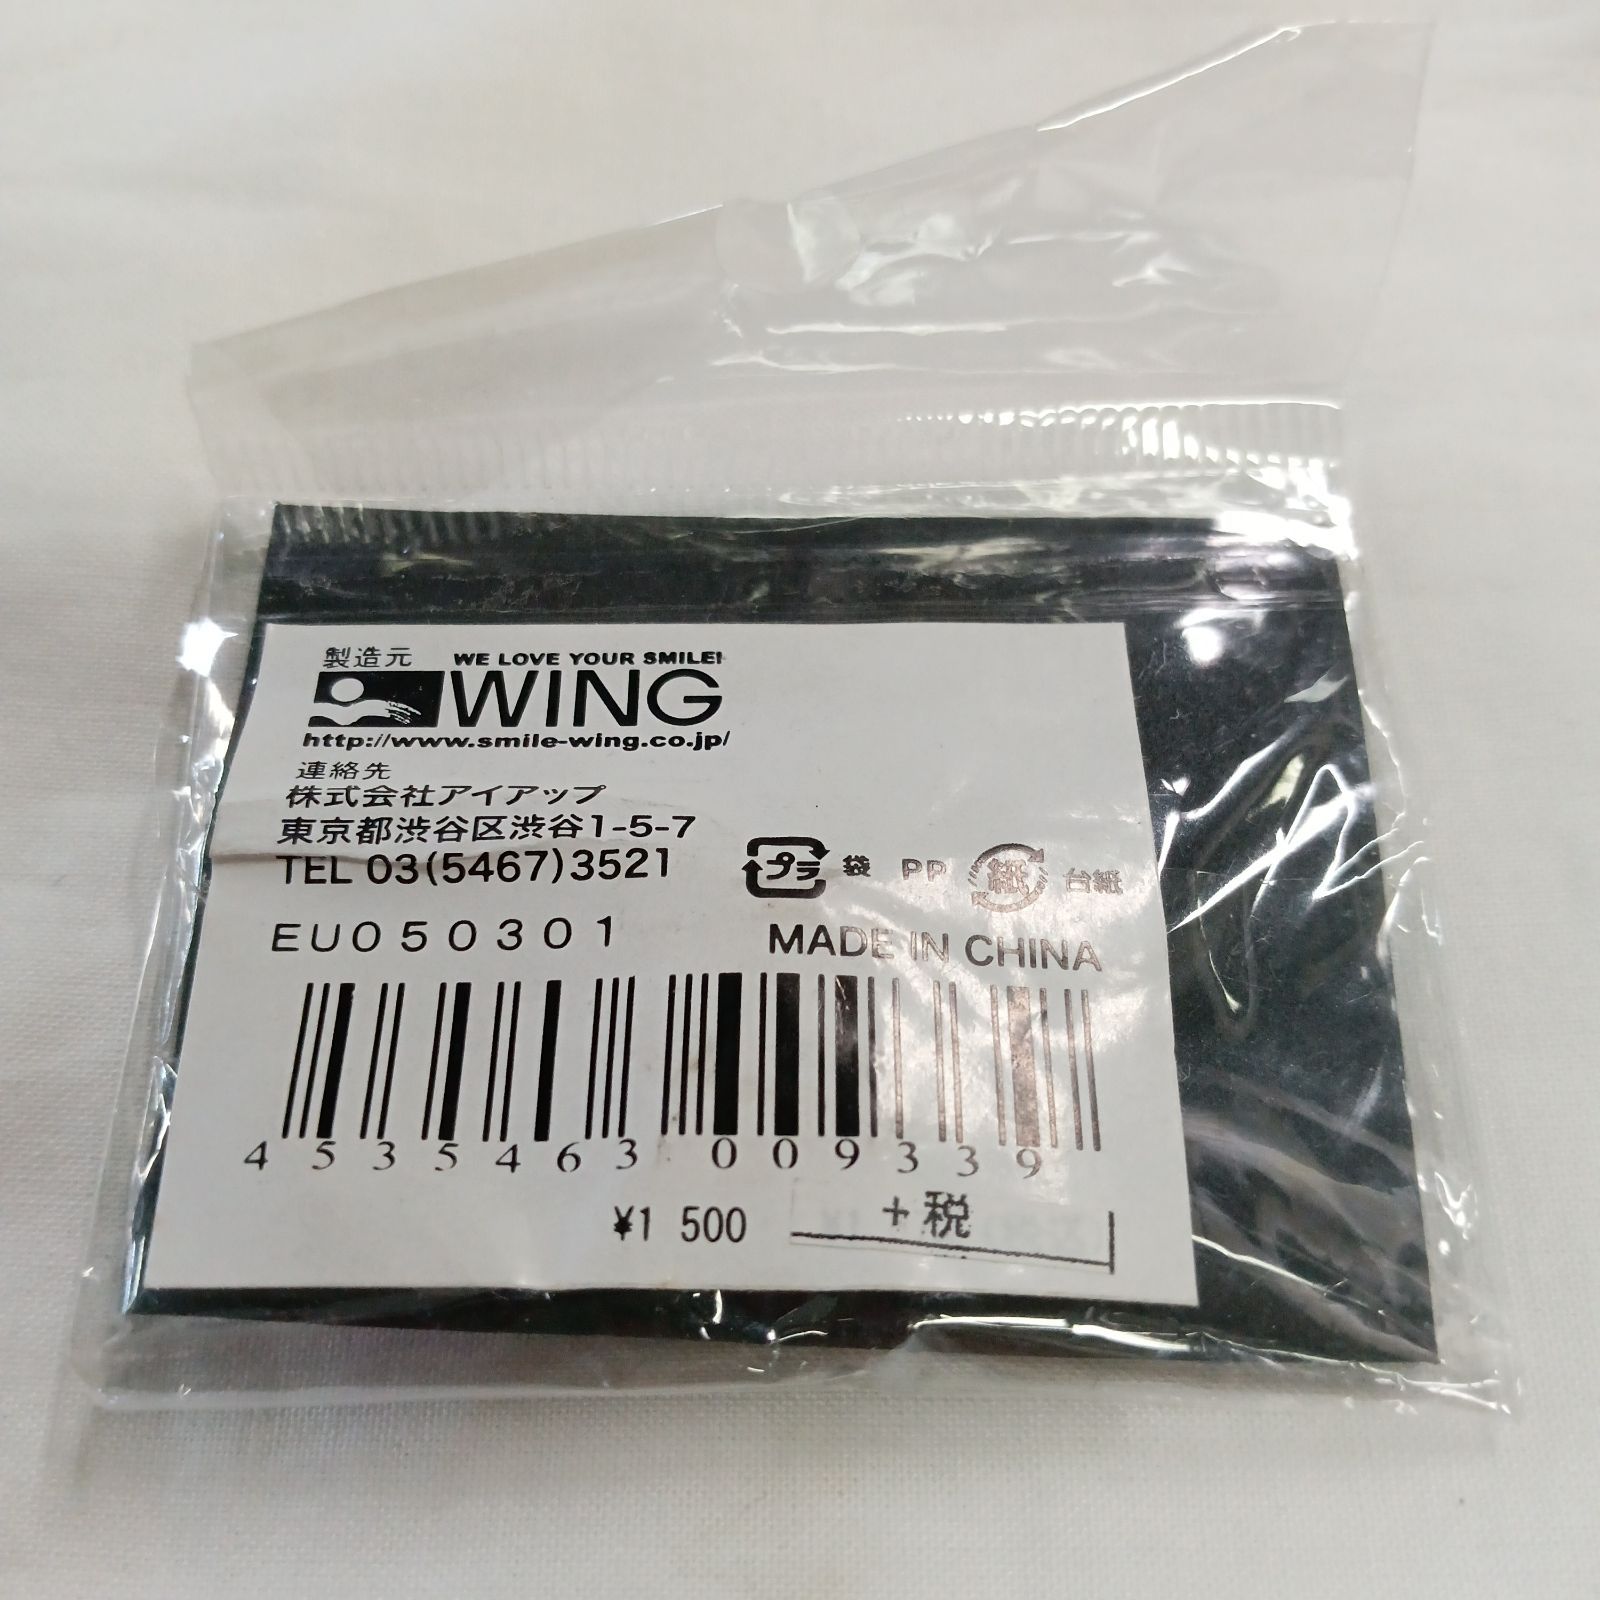 製造元
WE LOVE YOUR SMILE!
WING
http://www.smile-wing.co.jp/
連絡先
株式会社アイアップ
東京都渋谷区渋谷1-5-7
TEL 03(5467)3521
プラ 袋 PP 紙 台紙
EU050301 MADE IN CHINA
4535463009339
¥1 500 +税